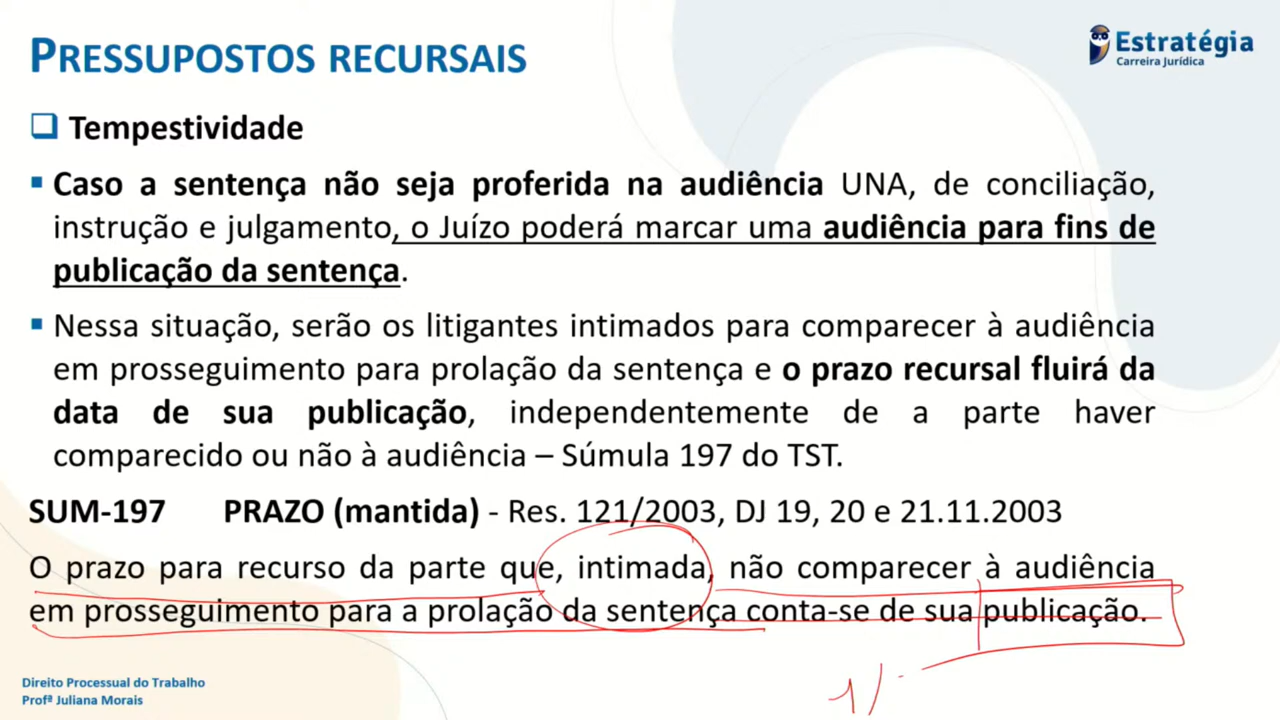 PRESSUPOSTOS RECURSAIS
Estratégia
Carreira Jurídica
❑ Tempestividade
▪ Caso a sentença não seja proferida na audiência UNA, de conciliação,
instrução e julgamento, o Juízo poderá marcar uma audiência para fins de
publicação da sentença.
▪ Nessa situação, serão os litigantes intimados para comparecer à audiência
em prosseguimento para prolação da sentença e o prazo recursal fluirá da
data de sua publicação, independentemente de a parte haver
comparecido ou não à audiência – Súmula 197 do TST.
SUM-197 PRAZO (mantida) - Res. 121/2003, DJ 19, 20 e 21.11.2003
O prazo para recurso da parte que, intimada, não comparecer à audiência
em prosseguimento para a prolação da sentença conta-se de sua publicação.
1/
Direito Processual do Trabalho
Profª Juliana Morais